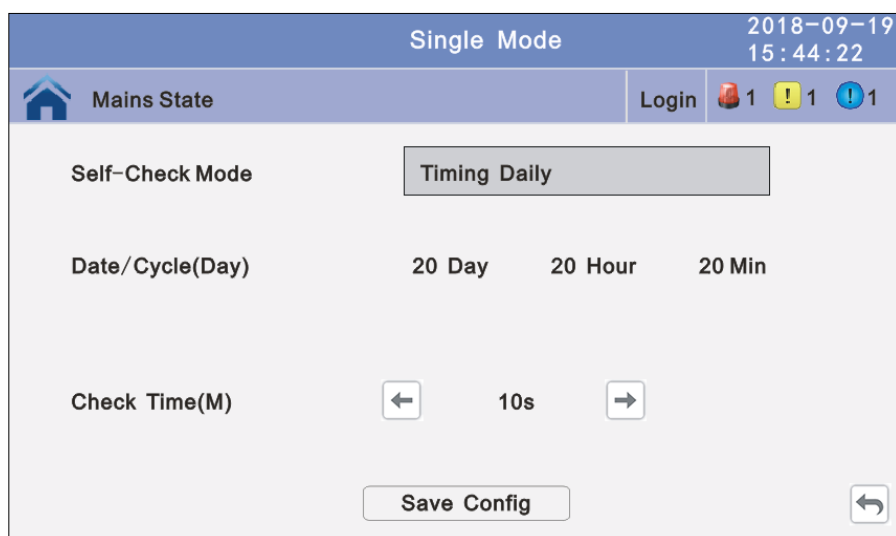 Single Mode
2018-09-19
15:44:22
Mains State
Login
1
! 1
! 1
Self-Check Mode
Timing Daily
Date/Cycle(Day)
20 Day 20 Hour 20 Min
Check Time(M)
10s
Save Config